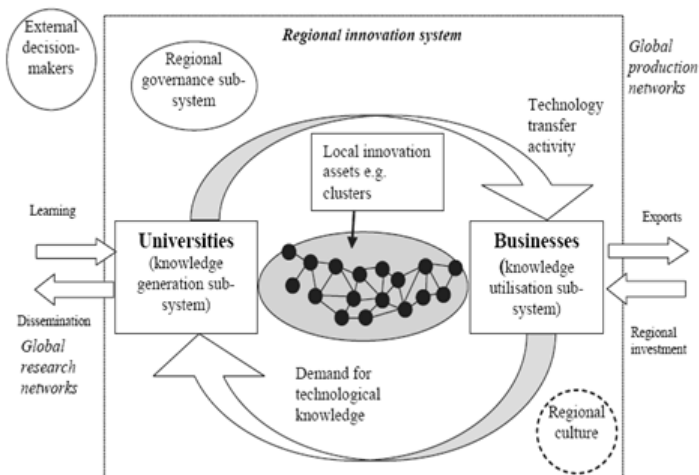 External
decision-
makers
Regional innovation system
Regional
governance sub-
system
Global
production
networks
Technology
transfer
activity
Local innovation
assets e.g.
clusters
Learning
Universities
(knowledge
generation sub-
system)
Businesses
(knowledge
utilisation sub-
system)
Exports
Dissemination
Global
research
networks
Regional
investment
Demand for
technological
knowledge
Regional
culture